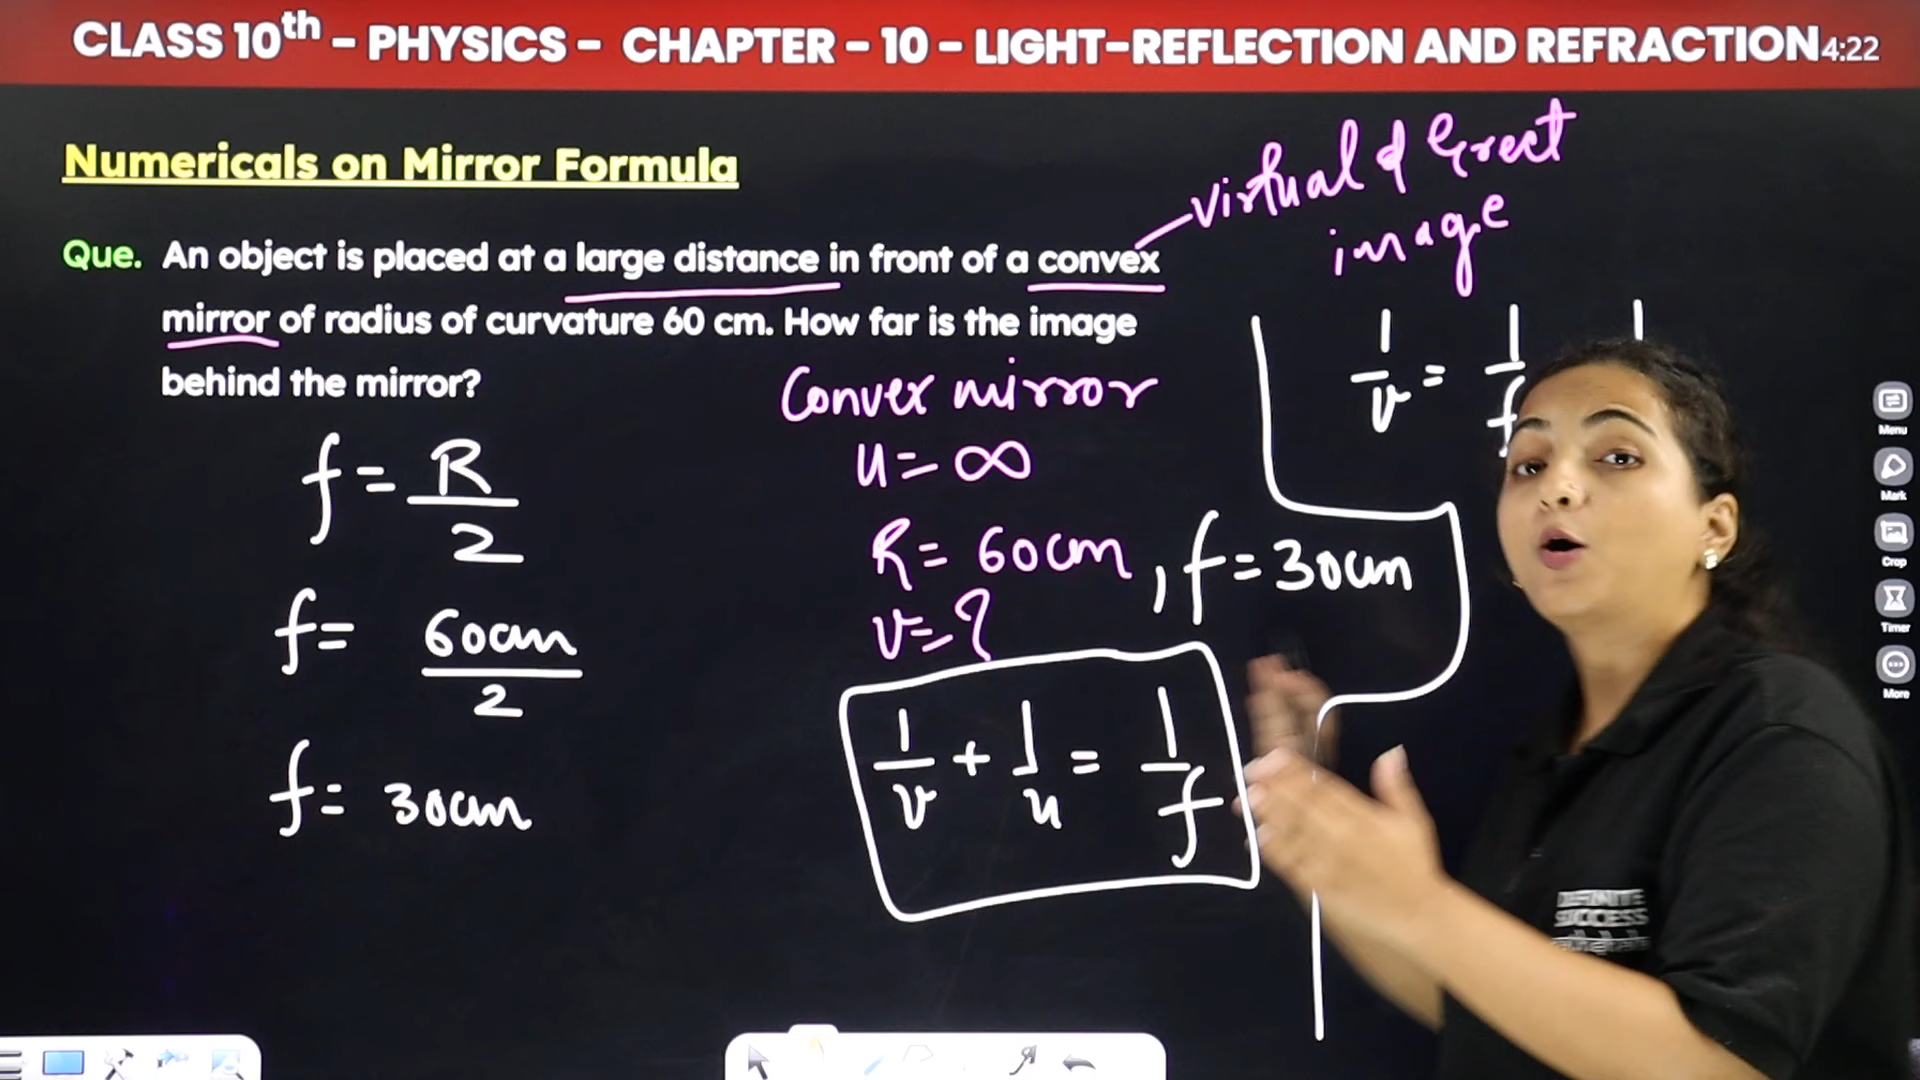 CLASS 10th - PHYSICS - CHAPTER - 10 - LIGHT-REFLECTION AND REFRACTION
4:22
Numericals on Mirror Formula
virtual & Erect
image
Que. An object is placed at a large distance in front of a convex
mirror of radius of curvature 60 cm. How far is the image
behind the mirror?
f = R/2
f = 60cm/2
f = 30cm
Convex mirror
u = ∞
R = 60cm, f = 30cm
v = ?
1/v + 1/u = 1/f
1/v = 1/f
Menu
Mark
Crop
Timer
More
DEFINITE
SUCCESS